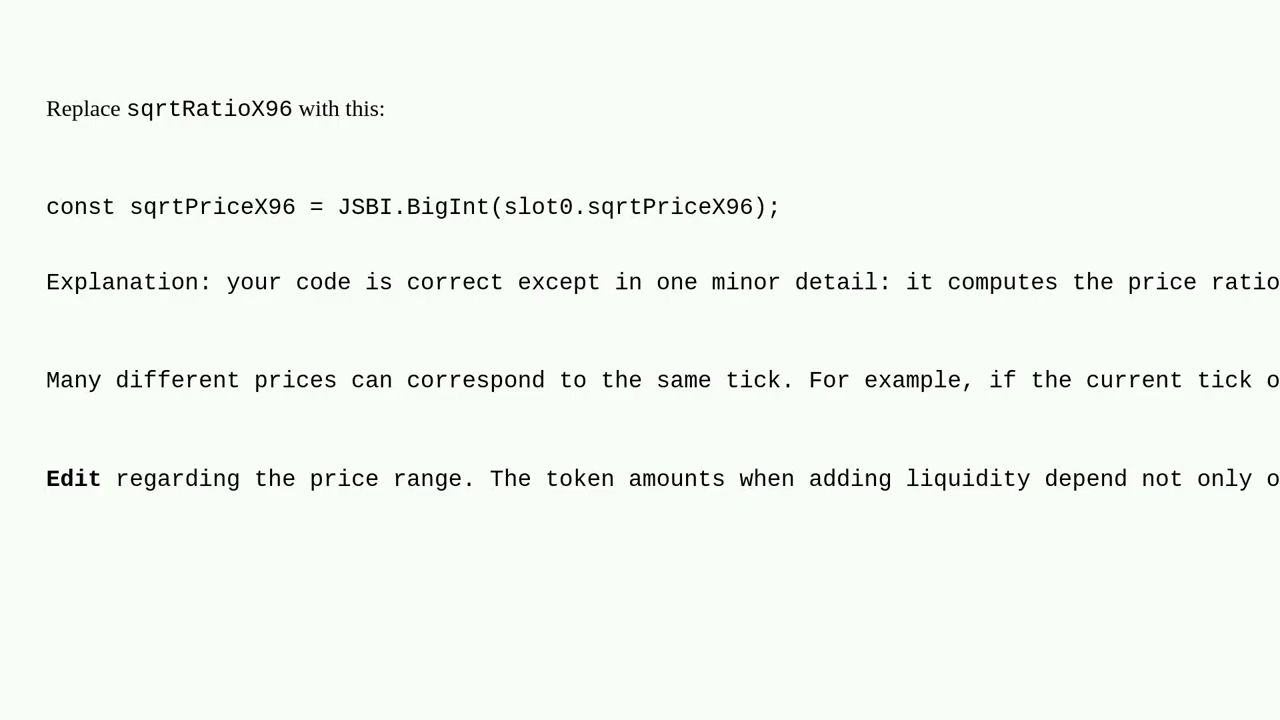 Replace sqrtRatioX96 with this:
const sqrtPriceX96 = JSBI.BigInt(slot0.sqrtPriceX96);
Explanation: your code is correct except in one minor detail: it computes the price ratio
Many different prices can correspond to the same tick. For example, if the current tick o
Edit regarding the price range. The token amounts when adding liquidity depend not only o